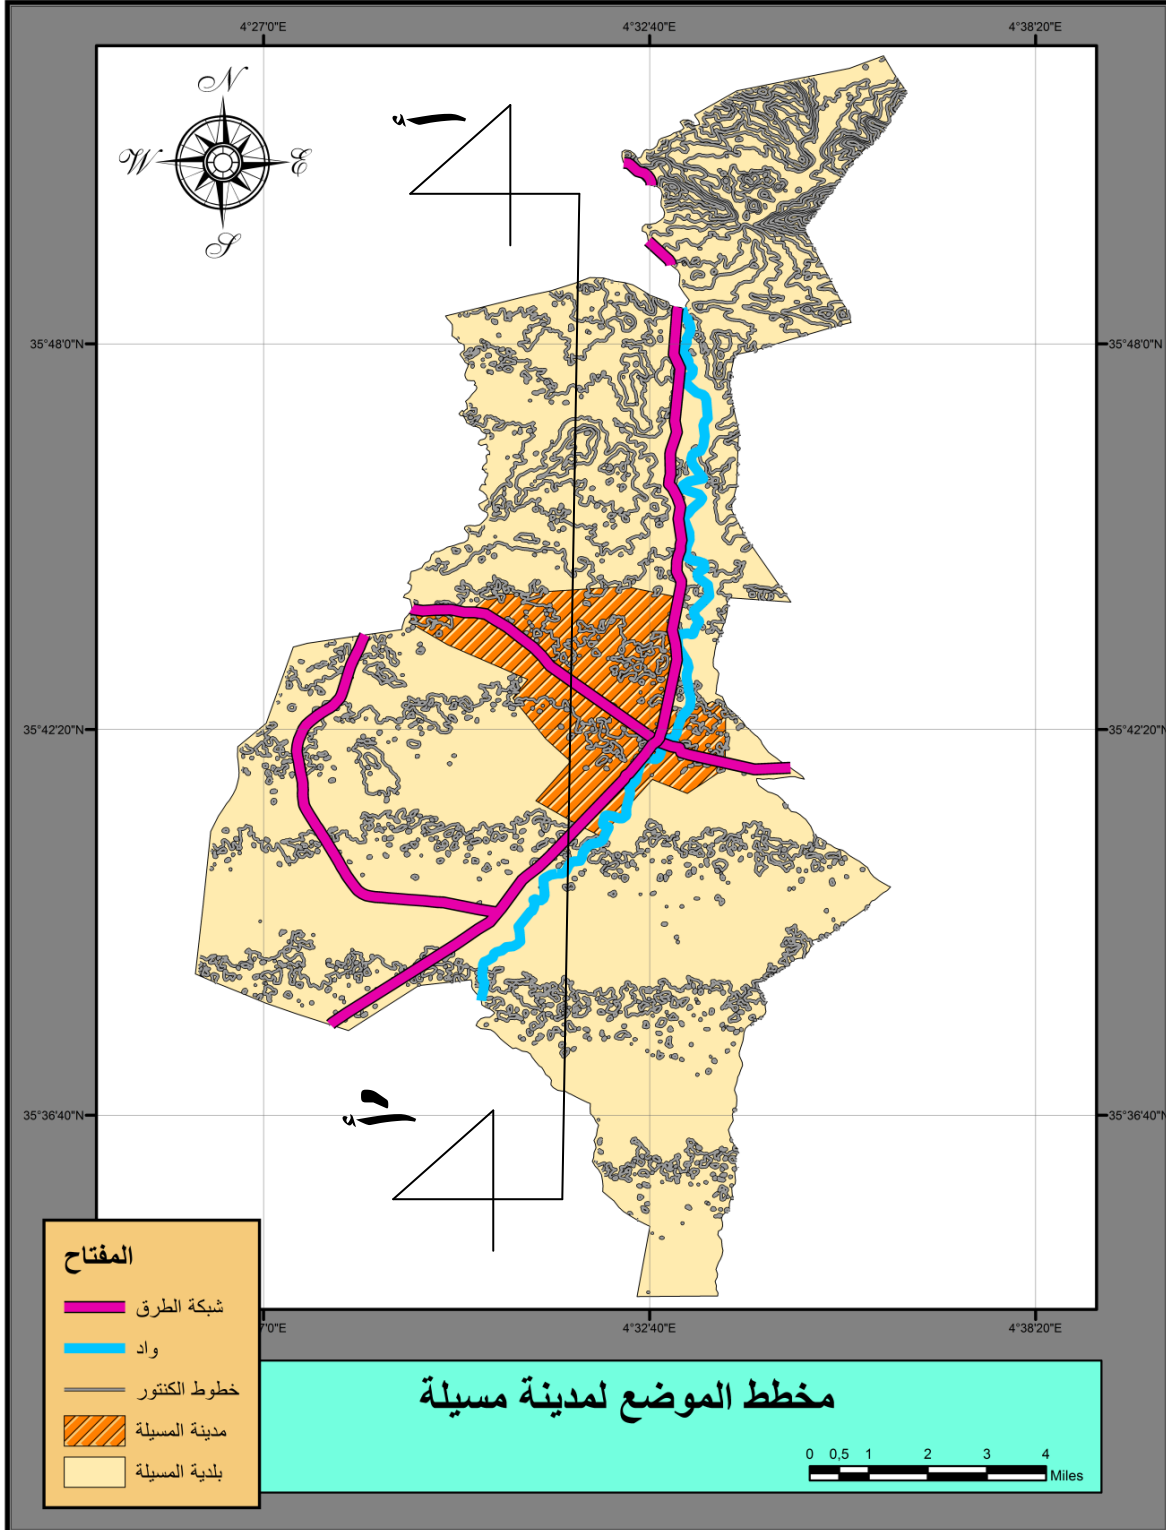 4°27'0"E 4°32'40"E 4°38'20"E
N
W E
S
أ
35°48'0"N 35°48'0"N
35°42'20"N 35°42'20"N
أ'
35°36'40"N 35°36'40"N
المفتاح
شبكة الطرق
واد
خطوط الكنتور
مدينة المسيلة
بلدية المسيلة
7'0"E 4°32'40"E 4°38'20"E
مخطط الموضع لمدينة مسيلة
0 0,5 1 2 3 4
Miles